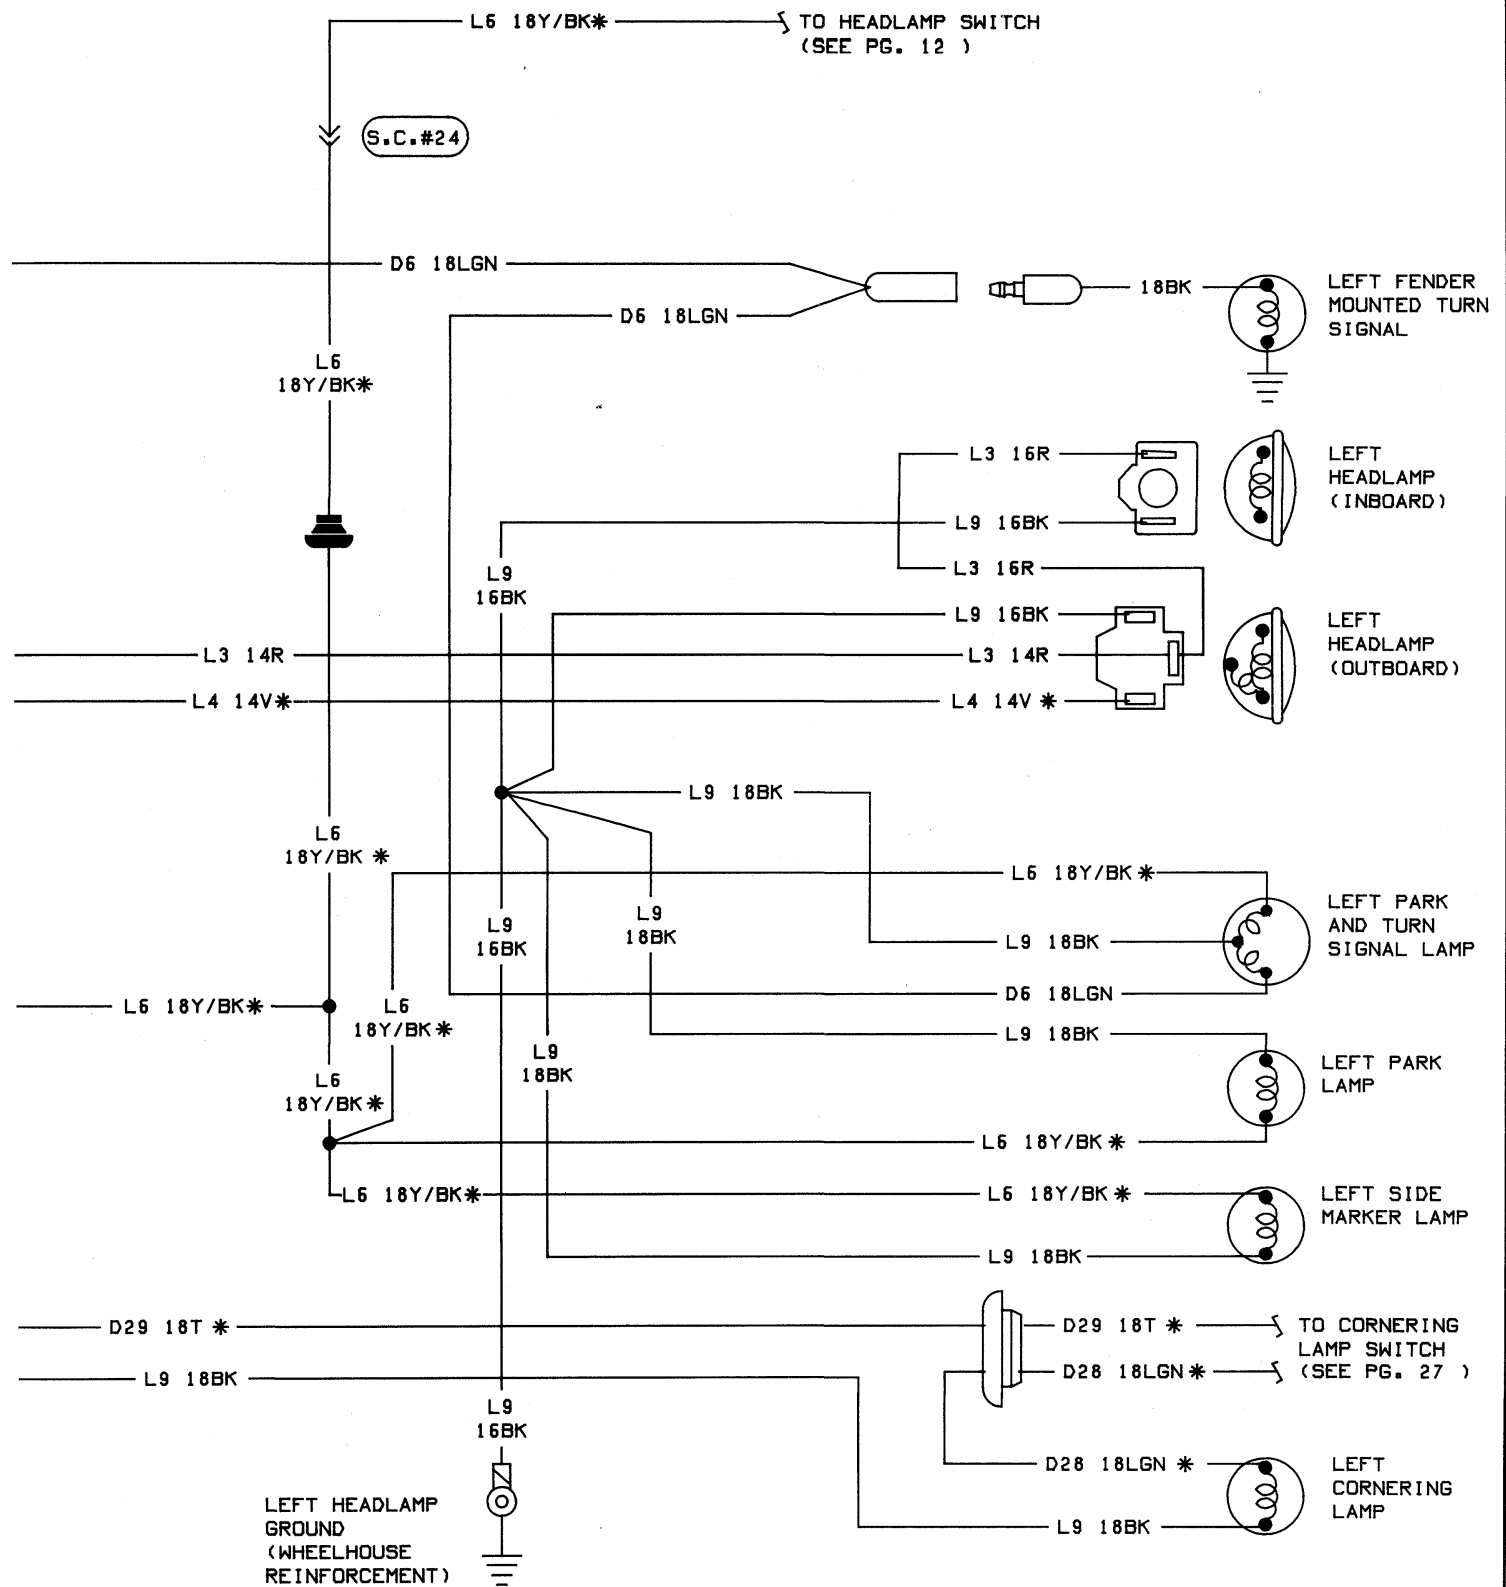 L6 18Y/BK*
TO HEADLAMP SWITCH
(SEE PG. 12 )
S.C.#24
D6 18LGN
D6 18LGN
18BK
LEFT FENDER
MOUNTED TURN
SIGNAL
L6
18Y/BK*
L3 16R
LEFT
HEADLAMP
(INBOARD)
L9 16BK
L3 16R
L9
16BK
L9 16BK
LEFT
HEADLAMP
(OUTBOARD)
L3 14R
L3 14R
L4 14V*
L4 14V *
L9 18BK
L6
18Y/BK *
L6 18Y/BK*
LEFT PARK
AND TURN
SIGNAL LAMP
L9
16BK
L9
18BK
L9 18BK
D6 18LGN
L6 18Y/BK*
L6
18Y/BK*
L9 18BK
L9
18BK
LEFT PARK
LAMP
L6
18Y/BK*
L6 18Y/BK *
L6 18Y/BK*
L6 18Y/BK *
LEFT SIDE
MARKER LAMP
L9 18BK
D29 18T *
D29 18T *
TO CORNERING
LAMP SWITCH
(SEE PG. 27 )
D28 18LGN *
L9 18BK
L9
16BK
D28 18LGN *
LEFT
CORNERING
LAMP
L9 18BK
LEFT HEADLAMP
GROUND
(WHEELHOUSE
REINFORCEMENT)